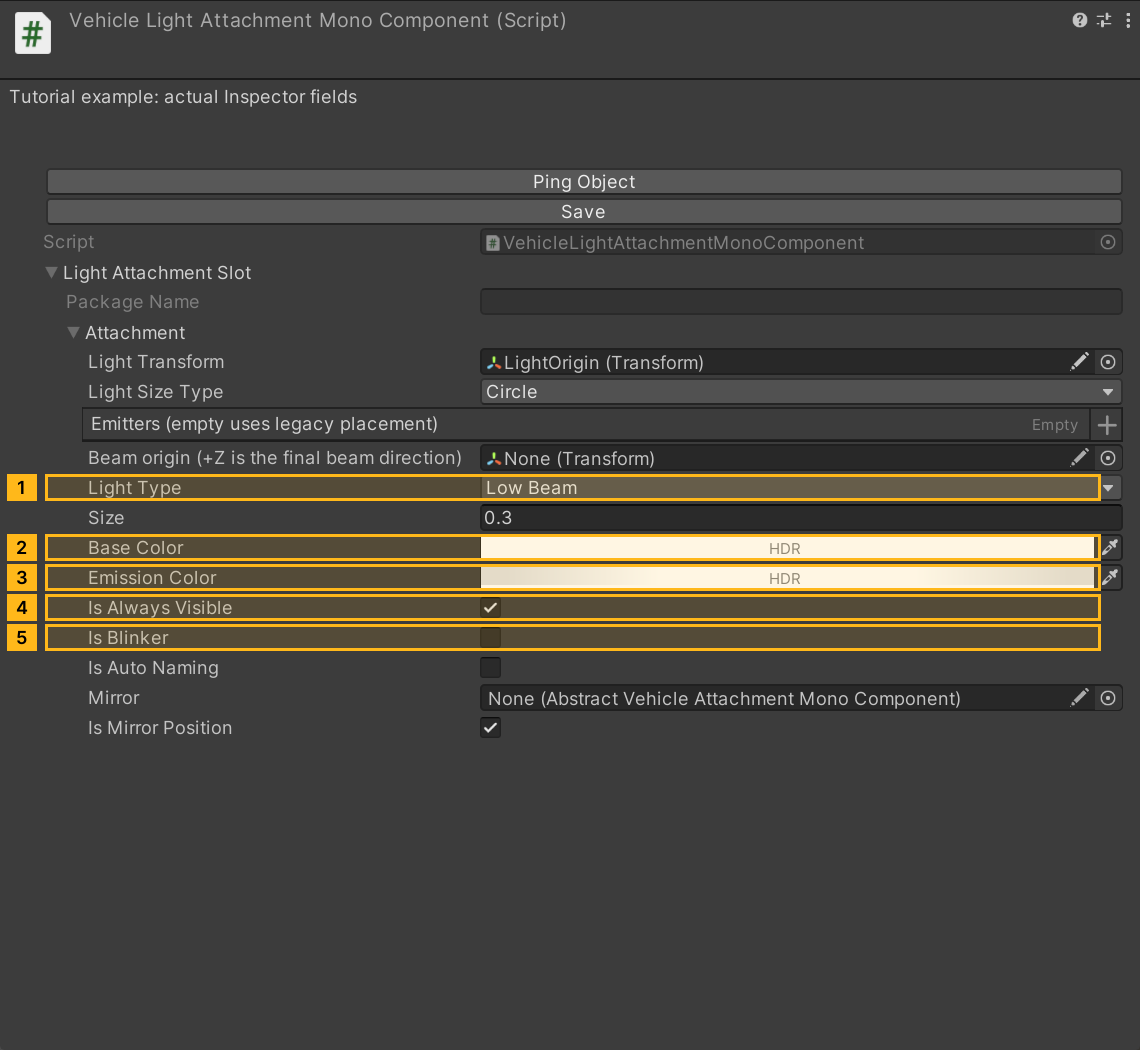 Vehicle Light Attachment Mono Component (Script)
Tutorial example: actual Inspector fields
Ping Object
Save
Script VehicleLightAttachmentMonoComponent
Light Attachment Slot
Package Name
Attachment
Light Transform LightOrigin (Transform)
Light Size Type Circle
Emitters (empty uses legacy placement) Empty
Beam origin (+Z is the final beam direction) None (Transform)
1 Light Type Low Beam
Size 0.3
2 Base Color HDR
3 Emission Color HDR
4 Is Always Visible
5 Is Blinker
Is Auto Naming
Mirror None (Abstract Vehicle Attachment Mono Component)
Is Mirror Position